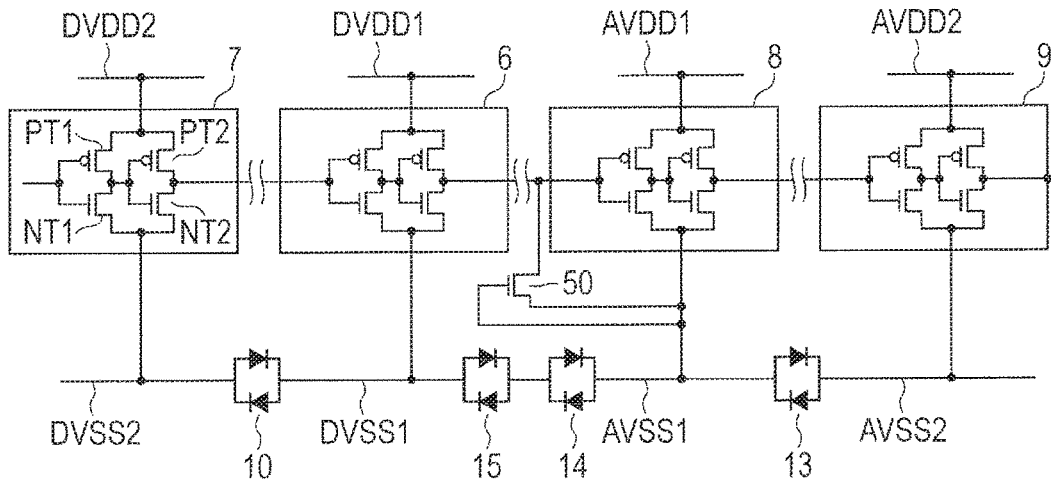 DVDD2 DVDD1 AVDD1 AVDD2
7 6 8 9
PT1 PT2
NT1 NT2
50
DVSS2 DVSS1 AVSS1 AVSS2
10 15 14 13